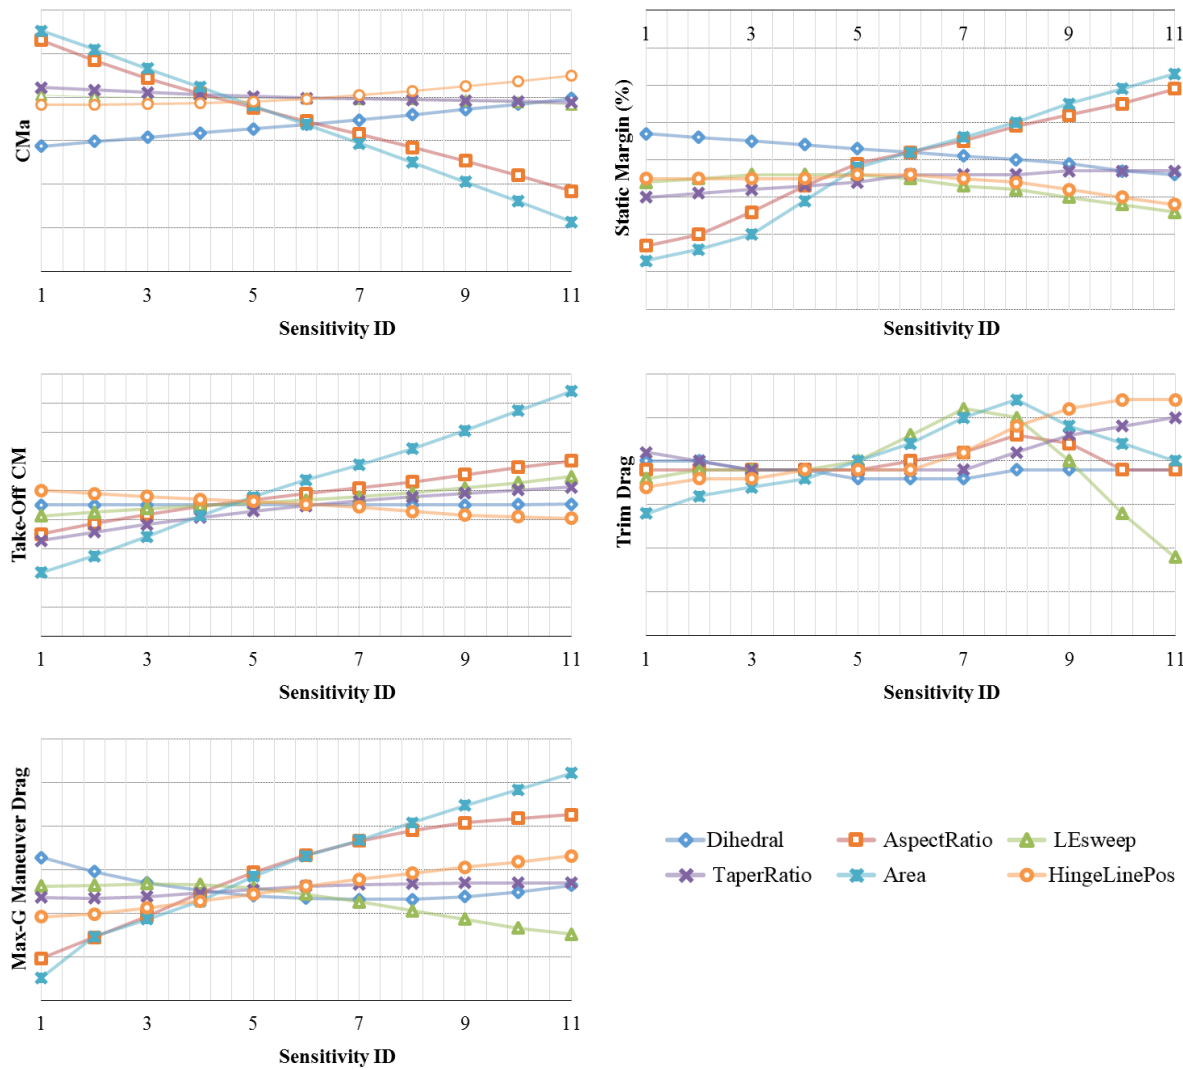 CMa
1 3 5 7 9 11
Sensitivity ID
1 3 5 7 9 11
Static Margin (%)
Sensitivity ID
Take-Off CM
1 3 5 7 9 11
Sensitivity ID
Trim Drag
1 3 5 7 9 11
Sensitivity ID
Max-G Maneuver Drag
1 3 5 7 9 11
Sensitivity ID
Dihedral AspectRatio LEsweep
TaperRatio Area HingeLinePos